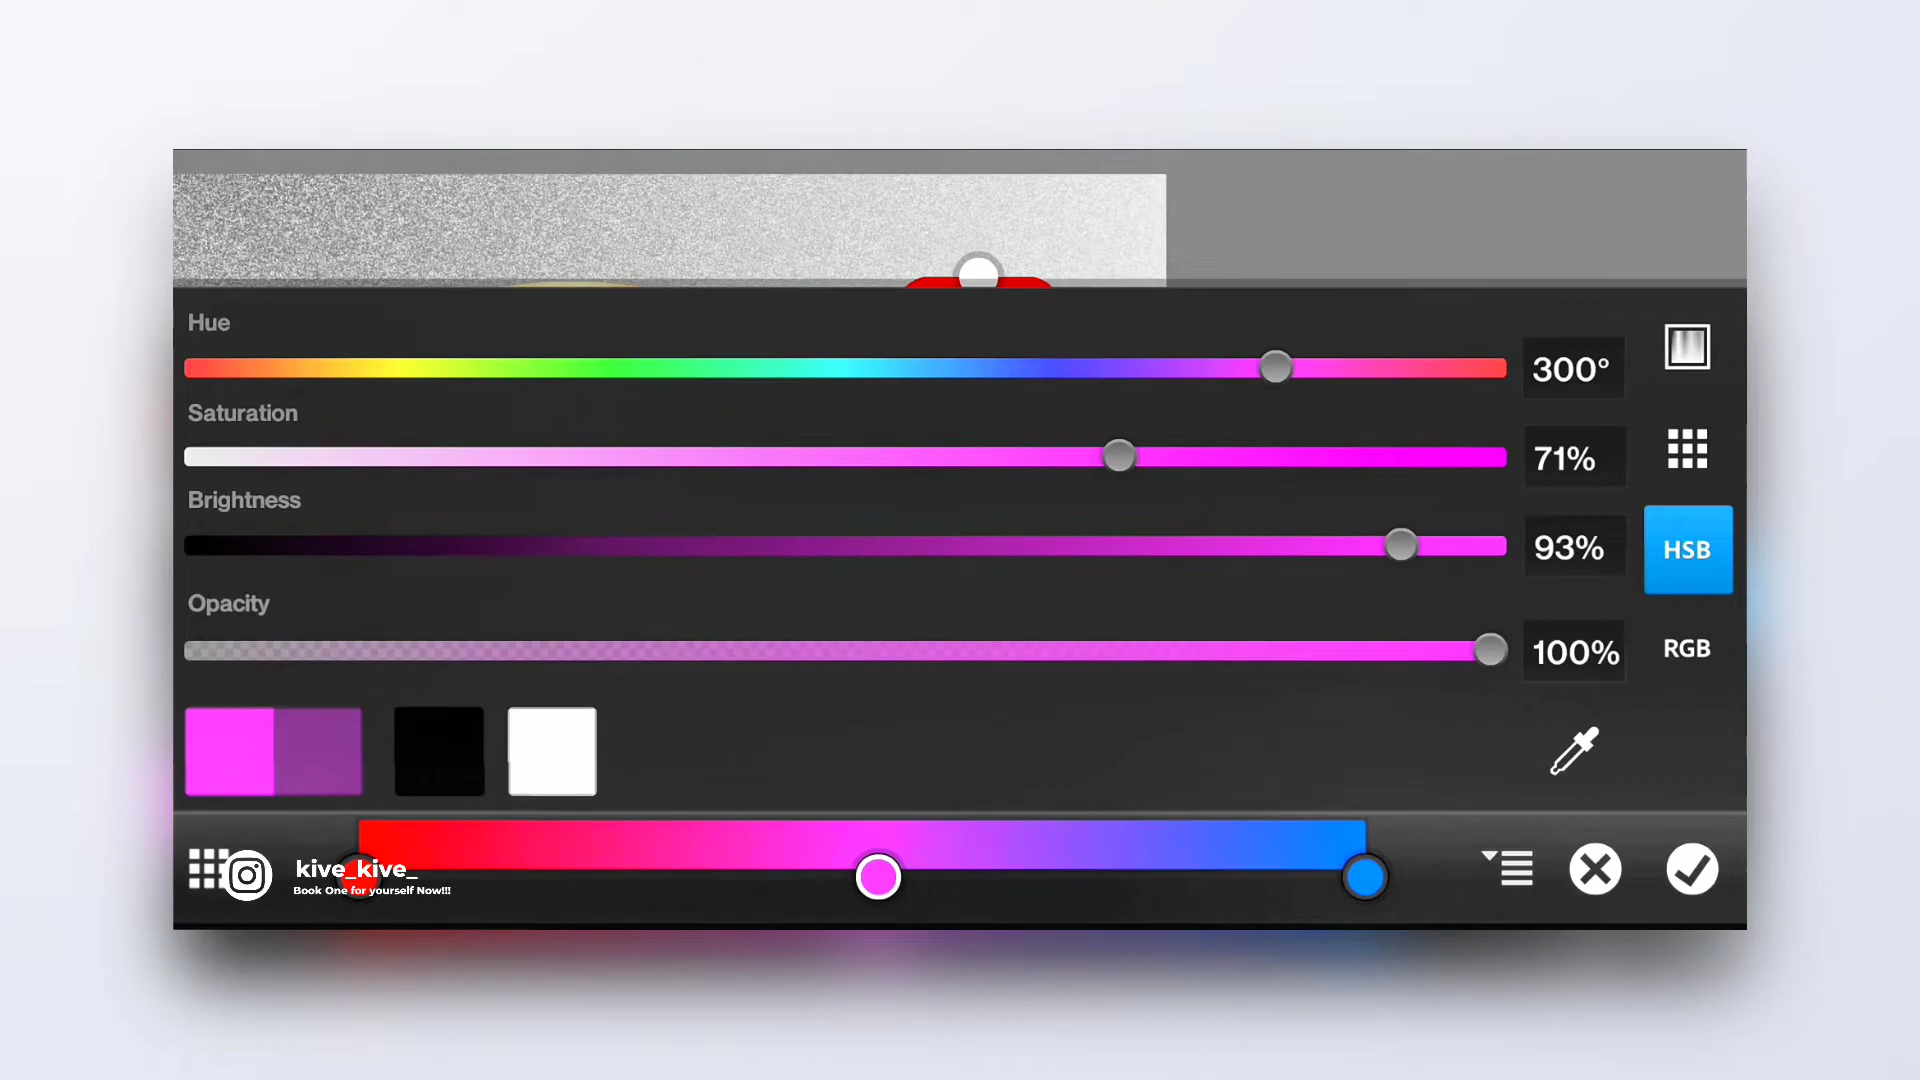 Hue
300°
Saturation
71%
Brightness
93%
HSB
Opacity
100%
RGB
kive_kive_
Book One for yourself Now!!!